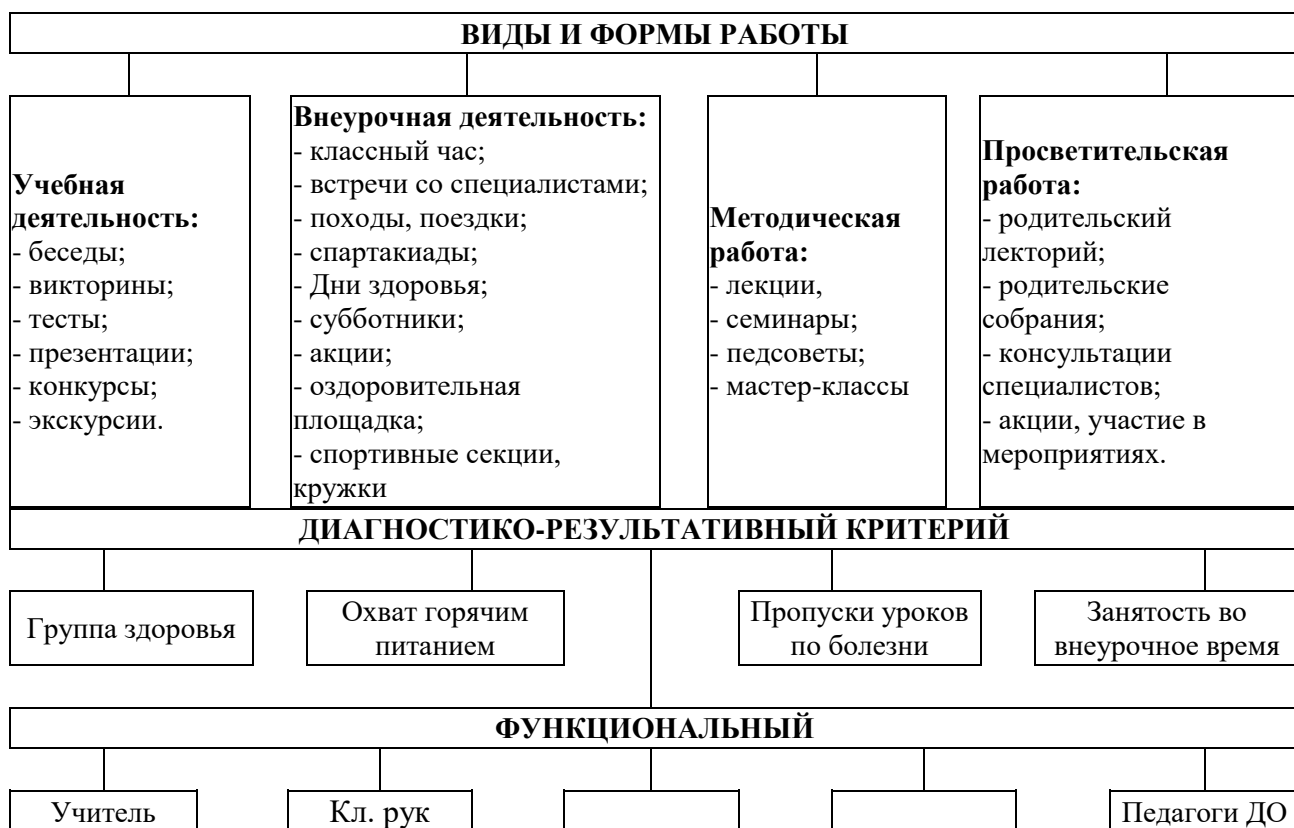 ВИДЫ И ФОРМЫ РАБОТЫ
Учебная
деятельность:
- беседы;
- викторины;
- тесты;
- презентации;
- конкурсы;
- экскурсии.
Внеурочная деятельность:
- классный час;
- встречи со специалистами;
- походы, поездки;
- спартакиады;
- Дни здоровья;
- субботники;
- акции;
- оздоровительная
площадка;
- спортивные секции,
кружки
Методическая
работа:
- лекции,
- семинары;
- педсоветы;
- мастер-классы
Просветительская
работа:
- родительский
лекторий;
- родительские
собрания;
- консультации
специалистов;
- акции, участие в
мероприятиях.
ДИАГНОСТИКО-РЕЗУЛЬТАТИВНЫЙ КРИТЕРИЙ
Группа здоровья
Охват горячим
питанием
Пропуски уроков
по болезни
Занятость во
внеурочное время
ФУНКЦИОНАЛЬНЫЙ
Учитель
Кл. рук
Педагоги ДО